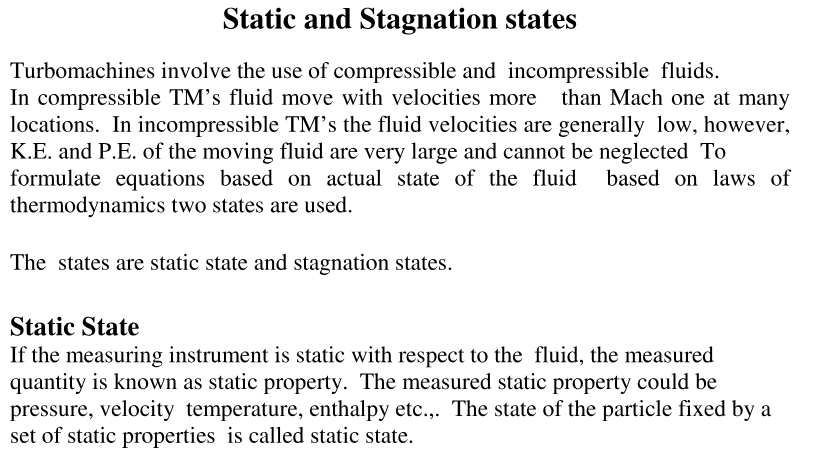 Static and Stagnation states
Turbomachines involve the use of compressible and incompressible fluids.
In compressible TM's fluid move with velocities more than Mach one at many
locations. In incompressible TM's the fluid velocities are generally low, however,
K.E. and P.E. of the moving fluid are very large and cannot be neglected To
formulate equations based on actual state of the fluid based on laws of
thermodynamics two states are used.
The states are static state and stagnation states.
Static State
If the measuring instrument is static with respect to the fluid, the measured
quantity is known as static property. The measured static property could be
pressure, velocity temperature, enthalpy etc.,. The state of the particle fixed by a
set of static properties is called static state.